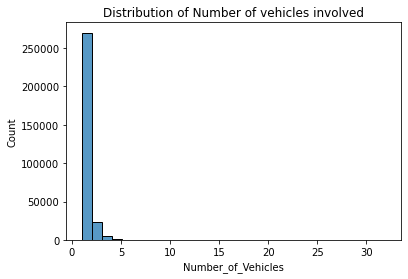 Distribution of Number of vehicles involved
250000
200000
150000
100000
50000
0
Count
0 5 10 15 20 25 30
Number_of_Vehicles